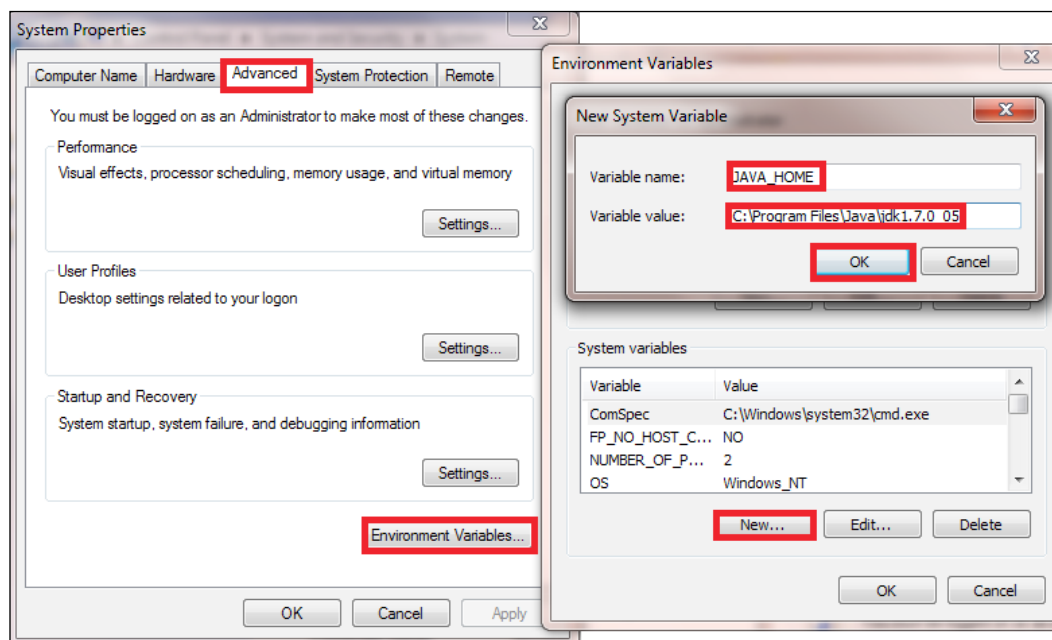 System Properties
Computer Name Hardware Advanced System Protection Remote
You must be logged on as an Administrator to make most of these changes.
Performance
Visual effects, processor scheduling, memory usage, and virtual memory
Settings...
User Profiles
Desktop settings related to your logon
Settings...
Startup and Recovery
System startup, system failure, and debugging information
Settings...
Environment Variables...
OK Cancel Apply
Environment Variables
New System Variable
Variable name: JAVA_HOME
Variable value: C:\Program Files\Java\jdk1.7.0_05
OK Cancel
System variables
Variable Value
ComSpec C:\Windows\system32\cmd.exe
FP_NO_HOST_C... NO
NUMBER_OF_P... 2
OS Windows_NT
New... Edit... Delete
OK Cancel